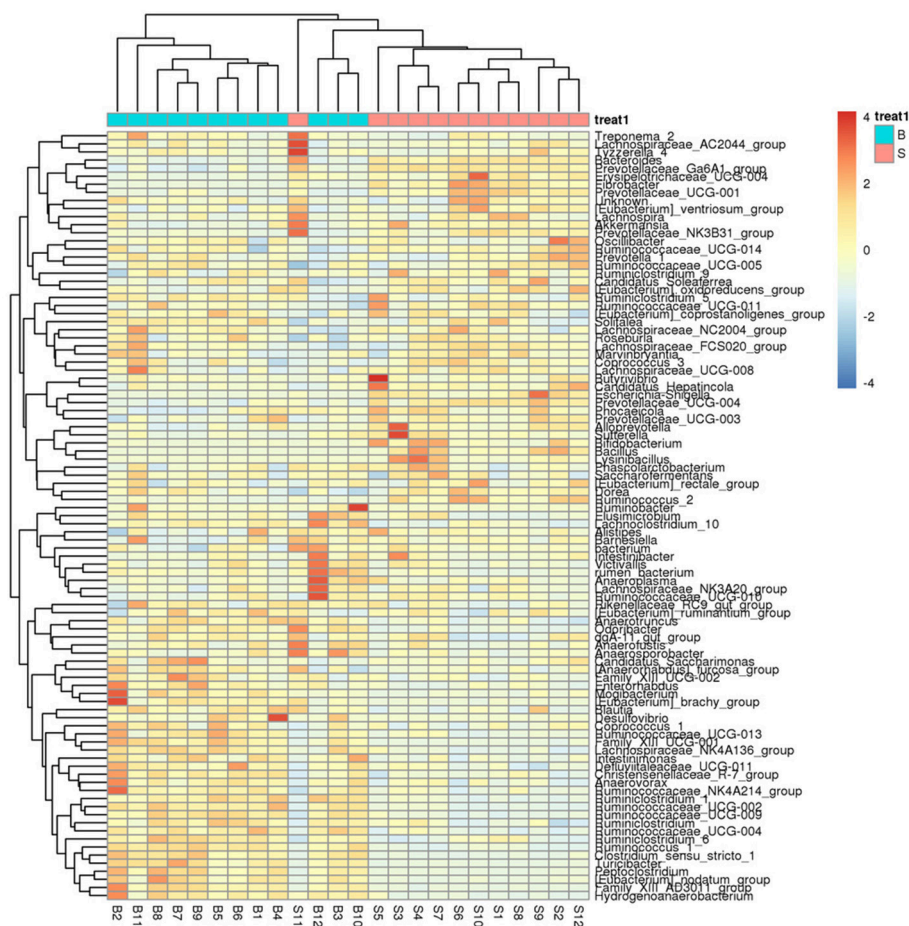 treat1
4
2
0
-2
-4
treat1
B
S
Treponema_2
Lachnospiraceae_AC2044_group
Tyzzerella_4
Bacteroides
Prevotellaceae_Ga6A1_group
Erysipelotrichaceae_UCG-004
Fibrobacter
Prevotellaceae_UCG-001
Unknown
[Eubacterium]_ventriosum_group
Lachnospira
Akkermansia
Prevotellaceae_NK3B31_group
Oscillibacter
Ruminococcaceae_UCG-014
Prevotella_1
Ruminococcaceae_UCG-005
Ruminiclostridium_9
Candidatus_Soleaferrea
[Eubacterium]_oxidoreducens_group
Ruminiclostridium_5
Ruminococcaceae_UCG-011
[Eubacterium]_coprostanoligenes_group
Solitalea
Lachnospiraceae_NC2004_group
Roseburia
Lachnospiraceae_FCS020_group
Marvinbryantia
Coprococcus_3
Lachnospiraceae_UCG-008
Butyrivibrio
Candidatus_Hepatincola
Escherichia-Shigella
Prevotellaceae_UCG-004
Phocaeicola
Prevotellaceae_UCG-003
Alloprevotella
Sutterella
Bifidobacterium
Bacillus
Lysinibacillus
Phascolarctobacterium
Saccharofermentans
[Eubacterium]_rectale_group
Dorea
Ruminococcus_2
Ruminobacter
Elusimicrobium
Lachnoclostridium_10
Alistipes
Barnesiella
bacterium
Intestinibacter
Victivallis
rumen_bacterium
Anaeroplasma
Lachnospiraceae_NK3A20_group
Ruminococcaceae_UCG-010
Rikenellaceae_RC9_gut_group
[Eubacterium]_ruminantium_group
Anaerotruncus
Odoribacter
dgA-11_gut_group
Anaerofustis
Anaerosporobacter
Candidatus_Saccharimonas
[Anaerorhabdus]_furcosa_group
Family_XIII_UCG-002
Enterorhabdus
Mogibacterium
[Eubacterium]_brachy_group
Blautia
Desulfovibrio
Coprococcus_1
Ruminococcaceae_UCG-013
Family_XIII_UCG-001
Lachnospiraceae_NK4A136_group
Intestinimonas
Defluviitaleaceae_UCG-011
Christensenellaceae_R-7_group
Anaerovorax
Ruminococcaceae_NK4A214_group
Ruminiclostridium_1
Ruminococcaceae_UCG-002
Ruminococcaceae_UCG-009
Ruminiclostridium
Ruminococcaceae_UCG-004
Ruminiclostridium_6
Ruminococcus_1
Clostridium_sensu_stricto_1
Turicibacter
Peptoclostridium
[Eubacterium]_nodatum_group
Family_XIII_AD3011_group
Hydrogenoanaerobacterium
B2 B11 B8 B7 B9 B5 B6 B1 B4 S11 B12 B3 B10 S5 S3 S4 S7 S6 S10 S1 S8 S9 S2 S12